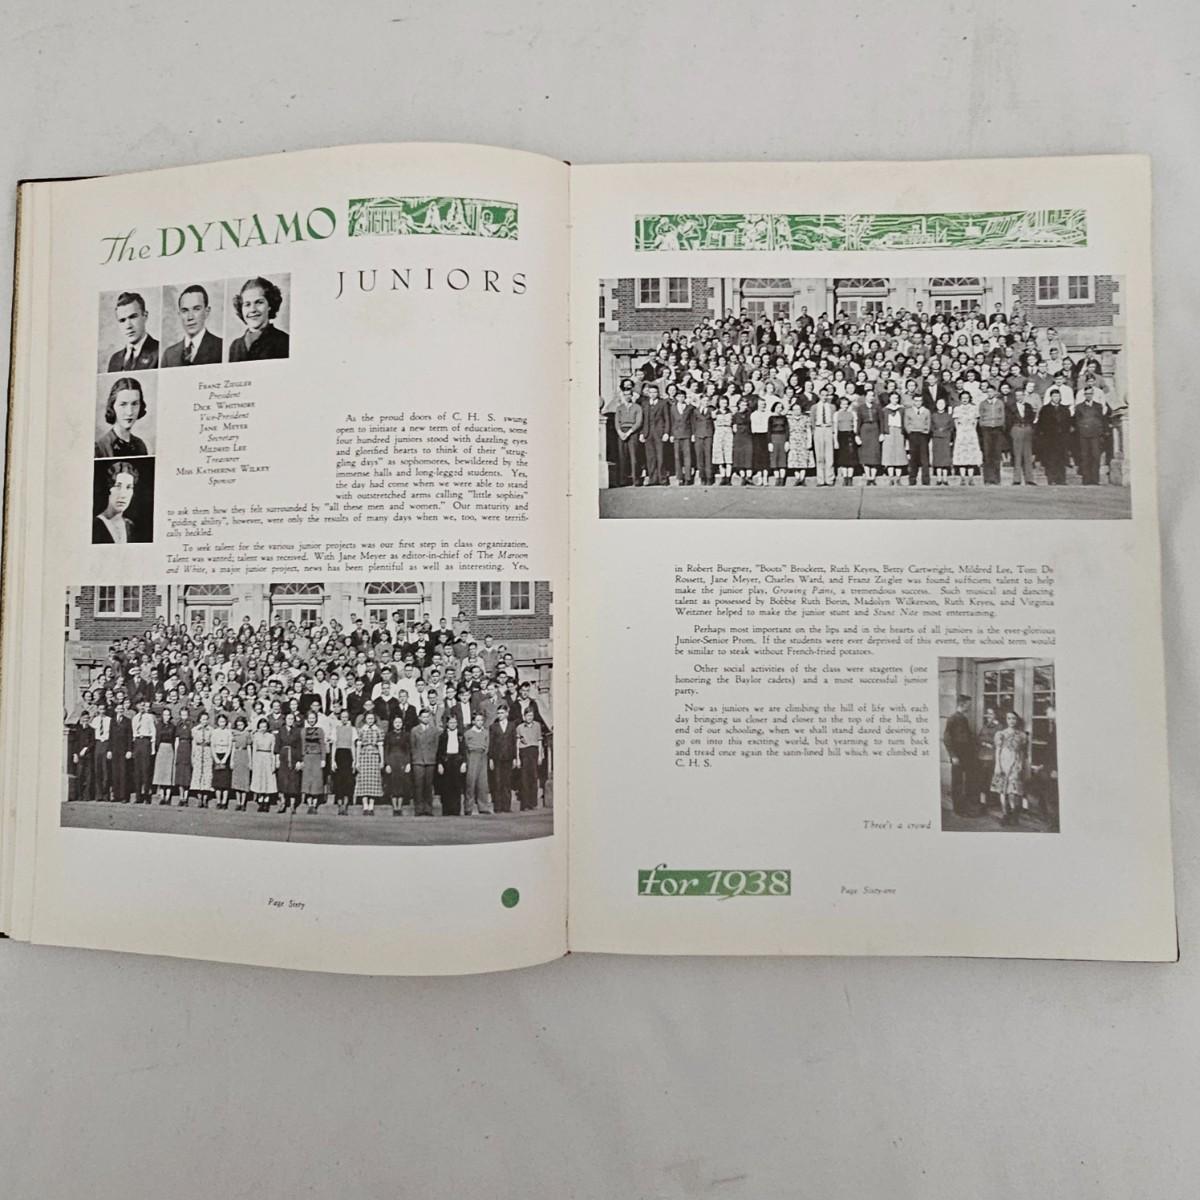 The DYNAMO
JUNIORS
Franz Ziegler
President
Dick Whitmore
Vice-President
Jane Meyer
Secretary
Mildred Lee
Treasurer
Miss Katherine Wilkey
Sponsor
As the proud doors of C. H. S. swung
open to initiate a new term of education, some
four hundred juniors stood with dazzling eyes
and glorified hearts to think of their "strug-
gling days" as sophomores, bewildered by the
immense halls and long-legged students. Yes,
the day had come when we were able to stand
with outstretched arms calling "little sophies"
to ask them how they felt surrounded by "all these men and women." Our maturity and
"guiding ability", however, were only the results of many days when we, too, were terrifi-
cally heckled.
To seek talent for the various junior projects was our first step in class organization.
Talent was wanted; talent was received. With Jane Meyer as editor-in-chief of The Maroon
and White, a major junior project, news has been plentiful as well as interesting. Yes,
Page Sixty
in Robert Burgner, "Boots" Brockett, Ruth Keyes, Betty Cartwright, Mildred Lee, Tom De
Rossett, Jane Meyer, Charles Ward, and Franz Ziegler was found sufficient talent to help
make the junior play, Growing Pains, a tremendous success. Such musical and dancing
talent as possessed by Bobbie Ruth Borin, Madolyn Wilkerson, Ruth Keyes, and Virginia
Weitzner helped to make the junior stunt and Stunt Nite most entertaining.
Perhaps most important on the lips and in the hearts of all juniors is the ever-glorious
Junior-Senior Prom. If the students were ever deprived of this event, the school term would
be similar to steak without French-fried potatoes.
Other social activities of the class were stagettes (one
honoring the Baylor cadets) and a most successful junior
party.
Now as juniors we are climbing the hill of life with each
day bringing us closer and closer to the top of the hill, the
end of our schooling, when we shall stand dazed desiring to
go on into this exciting world, but yearning to turn back
and tread once again the satin-lined hill which we climbed at
C. H. S.
Three's a crowd
for 1938
Page Sixty-one